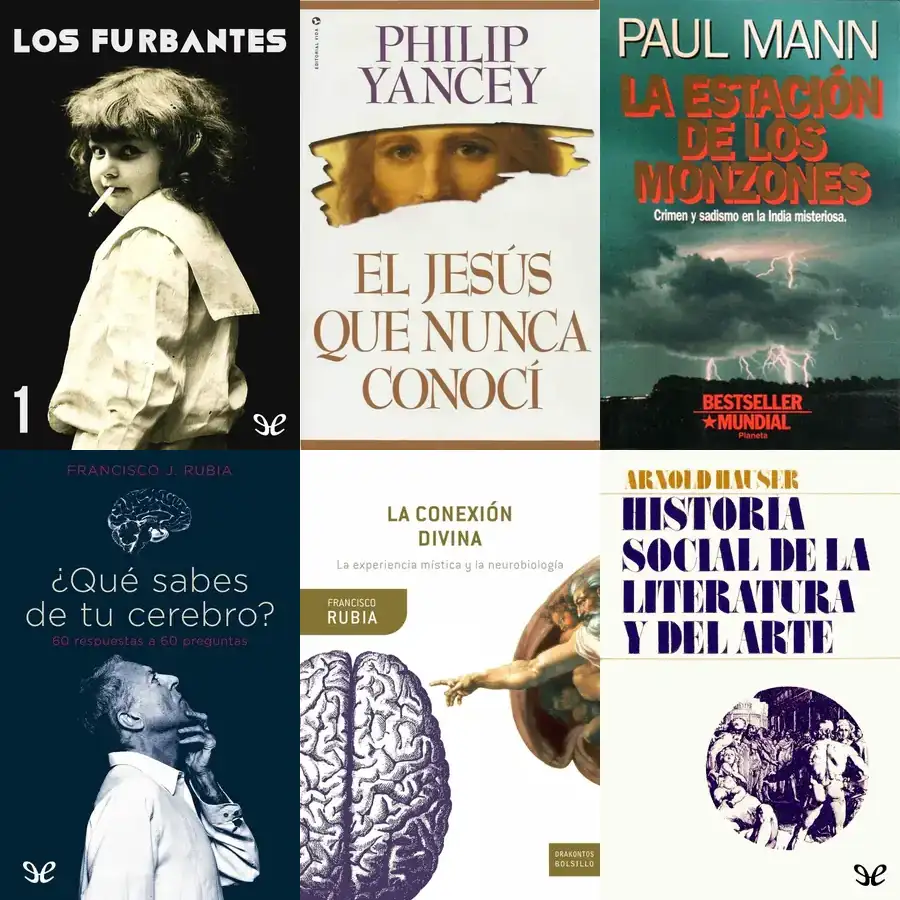 LOS FURBANTES
1
EDITORIAL VIDA
PHILIP
YANCEY
EL JESÚS
QUE NUNCA
CONOCÍ
PAUL MANN
LA ESTACIÓN
DE LOS
MONZONES
Crimen y sadismo en la India misteriosa.
BESTSELLER
★MUNDIAL
Planeta
FRANCISCO J. RUBIA
¿Qué sabes
de tu cerebro?
60 respuestas a 60 preguntas
LA CONEXIÓN
DIVINA
La experiencia mística y la neurobiología
FRANCISCO
RUBIA
DRAKONTOS
BOLSILLO
ARNOLD HAUSER
HISTORIA
SOCIAL DE LA
LITERATURA
Y DEL ARTE